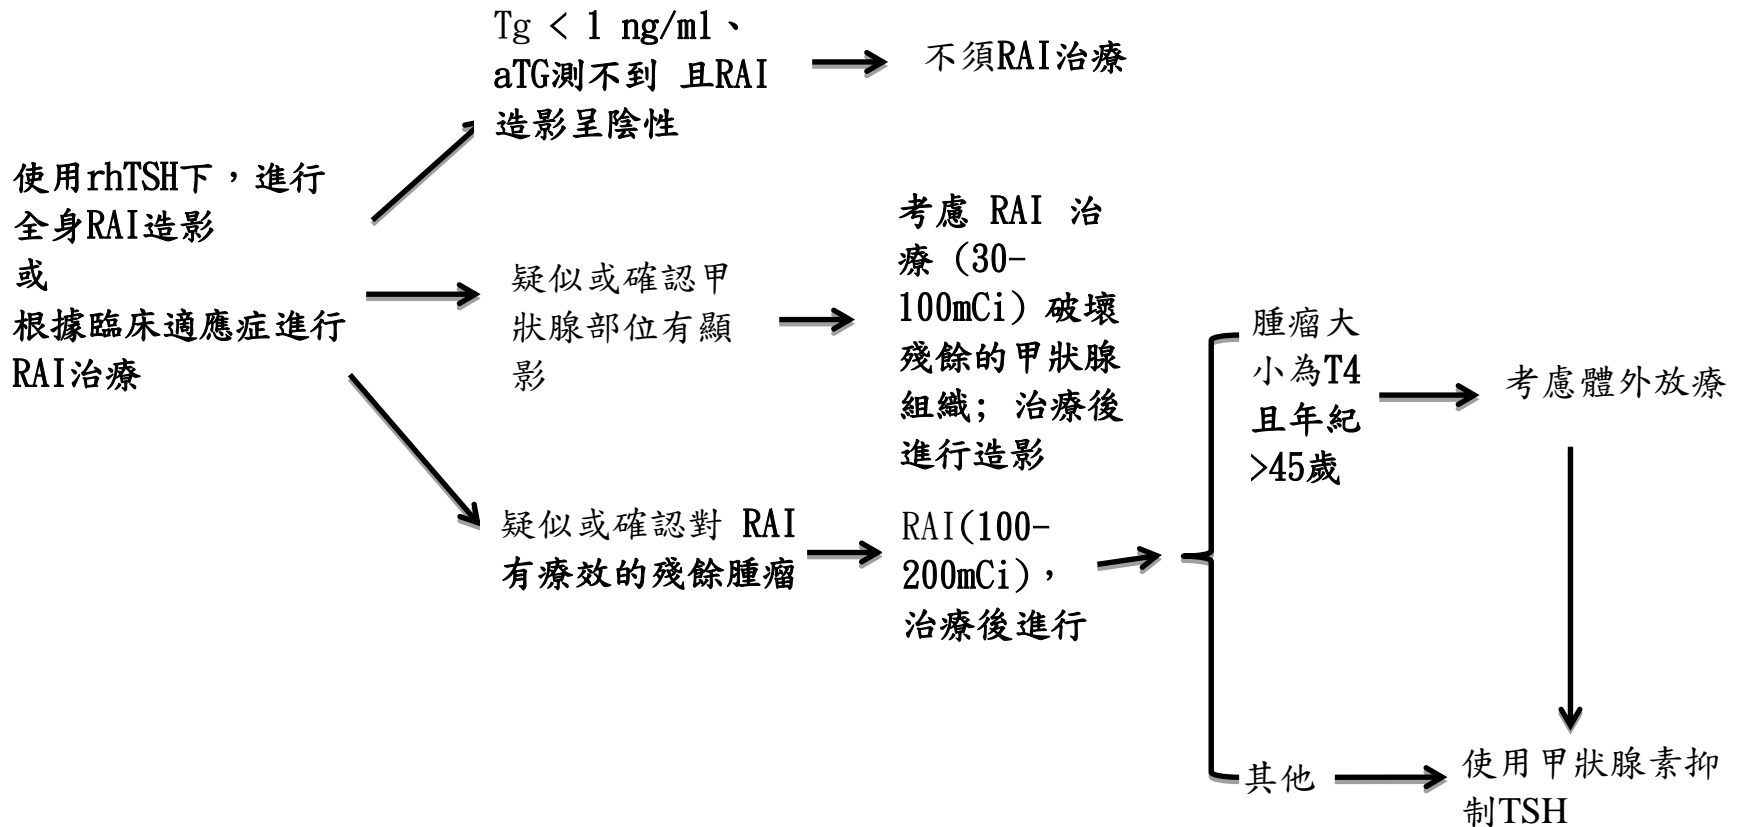 Tg < 1 ng/ml、
aTG測不到 且RAI
造影呈陰性
不須RAI治療
使用rhTSH下，進行
全身RAI造影
或
根據臨床適應症進行
RAI治療
疑似或確認甲
狀腺部位有顯
影
考慮 RAI 治
療 (30-
100mCi) 破壞
殘餘的甲狀腺
組織; 治療後
進行造影
疑似或確認對 RAI
有療效的殘餘腫瘤
RAI(100-
200mCi)，
治療後進行
腫瘤大
小為T4
且年紀
>45歲
考慮體外放療
其他
使用甲狀腺素抑
制TSH